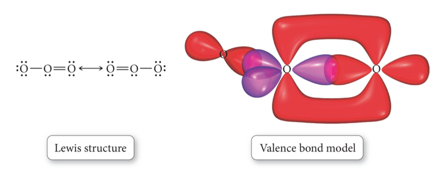 :Ö—Ö=Ö ⟷ Ö=Ö—Ö:
O O O
Lewis structure
Valence bond model